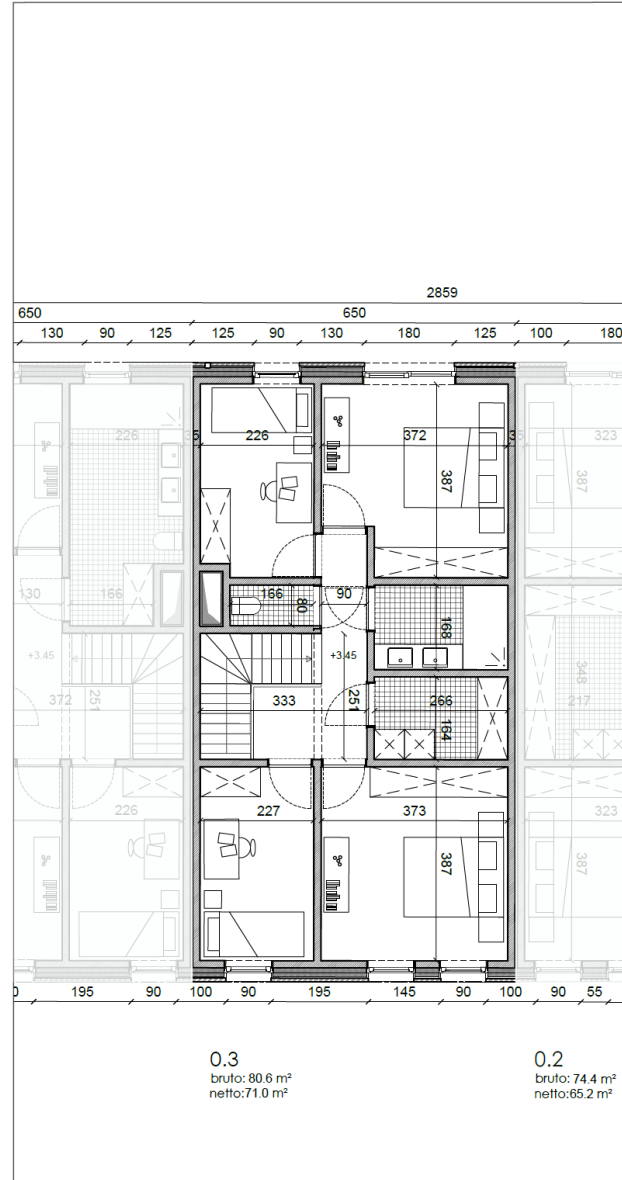 2859
650 650
130 90 125 125 90 130 180 125 100 180
226 35 226 372 35 323
387 387
130 166 166 80 90 168
+3.45 +3.45
372 251 333 251 266 164 348 217
226 227 373 323
387 387
195 90 100 90 195 145 90 100 90 55
0.3 0.2
bruto: 80.6 m² bruto: 74.4 m²
netto:71.0 m² netto:65.2 m²